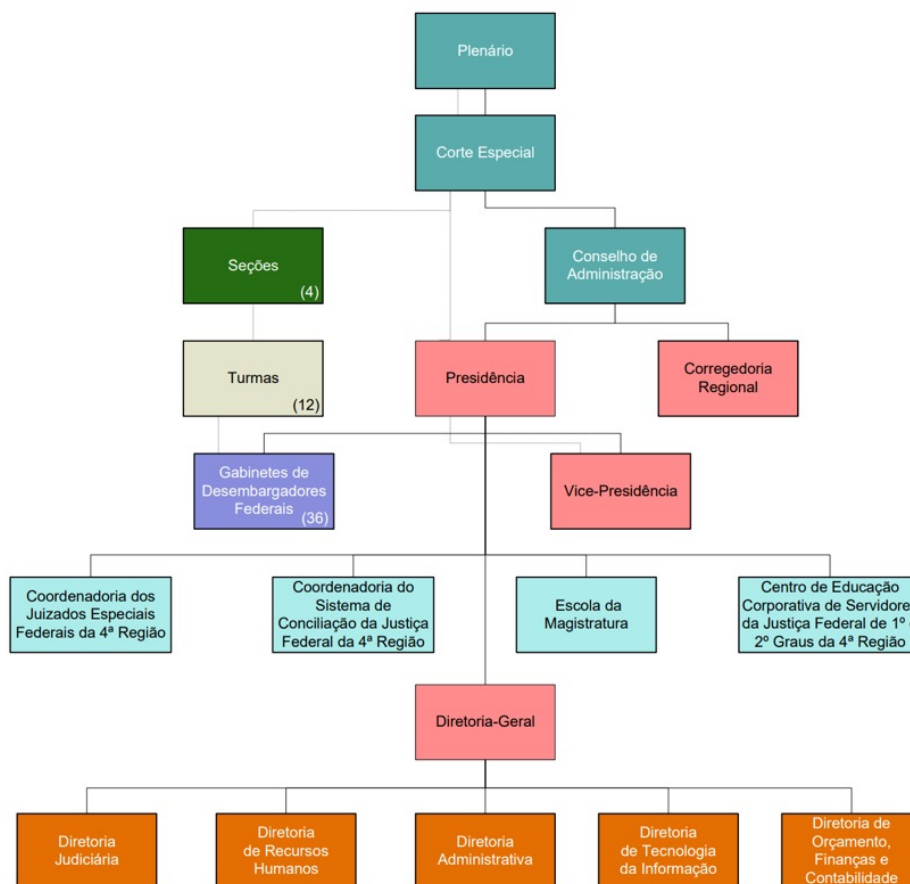 Plenário
Corte Especial
Seções
(4)
Conselho de
Administração
Turmas
(12)
Presidência
Corregedoria
Regional
Gabinetes de
Desembargadores
Federais
(36)
Vice-Presidência
Coordenadoria dos
Juizados Especiais
Federais da 4ª Região
Coordenadoria do
Sistema de
Conciliação da Justiça
Federal da 4ª Região
Escola da
Magistratura
Centro de Educação
Corporativa de Servidore
da Justiça Federal de 1º
2º Graus da 4ª Região
Diretoria-Geral
Diretoria
Judiciária
Diretoria
de Recursos
Humanos
Diretoria
Administrativa
Diretoria
de Tecnologia
da Informação
Diretoria de
Orçamento,
Finanças e
Contabilidade